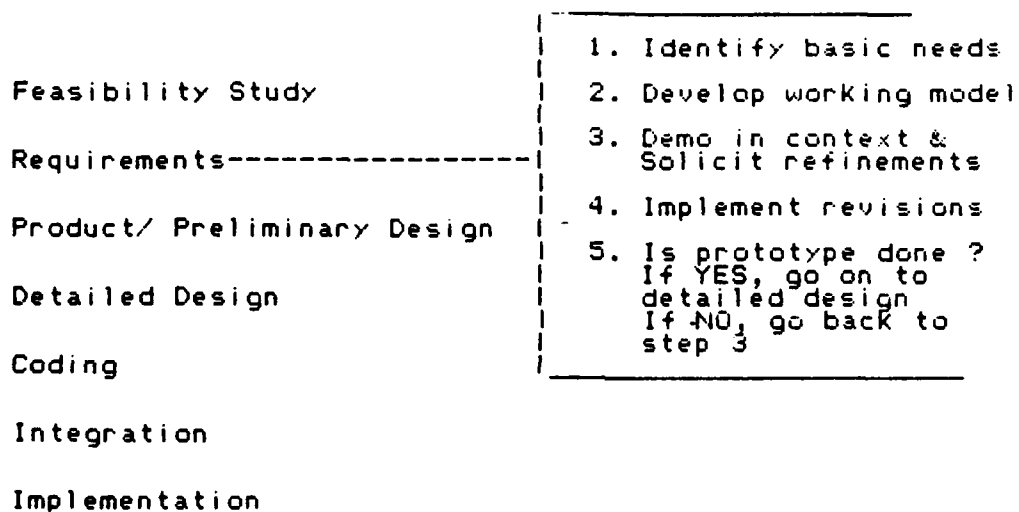 Feasibility Study
Requirements
Product/ Preliminary Design
Detailed Design
Coding
Integration
Implementation
1. Identify basic needs
2. Develop working model
3. Demo in context &
Solicit refinements
4. Implement revisions
5. Is prototype done ?
If YES, go on to
detailed design
If NO, go back to
step 3